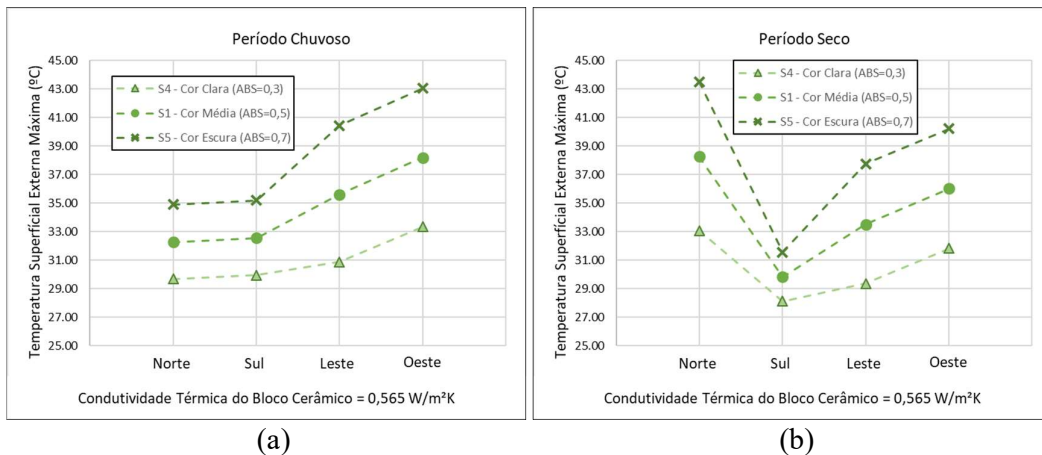 Período Chuvoso
Temperatura Superfícial Externa Máxima (ºC)
45.00
43.00
41.00
39.00
37.00
35.00
33.00
31.00
29.00
27.00
25.00
S4 - Cor Clara (ABS=0,3)
S1 - Cor Média (ABS=0,5)
S5 - Cor Escura (ABS=0,7)
Norte Sul Leste Oeste
Condutividade Térmica do Bloco Cerâmico = 0,565 W/m²K
(a)
Período Seco
Temperatura Superfícial Externa Máxima (ºC)
45.00
43.00
41.00
39.00
37.00
35.00
33.00
31.00
29.00
27.00
25.00
S4 - Cor Clara (ABS=0,3)
S1 - Cor Média (ABS=0,5)
S5 - Cor Escura (ABS=0,7)
Norte Sul Leste Oeste
Condutividade Térmica do Bloco Cerâmico = 0,565 W/m²K
(b)